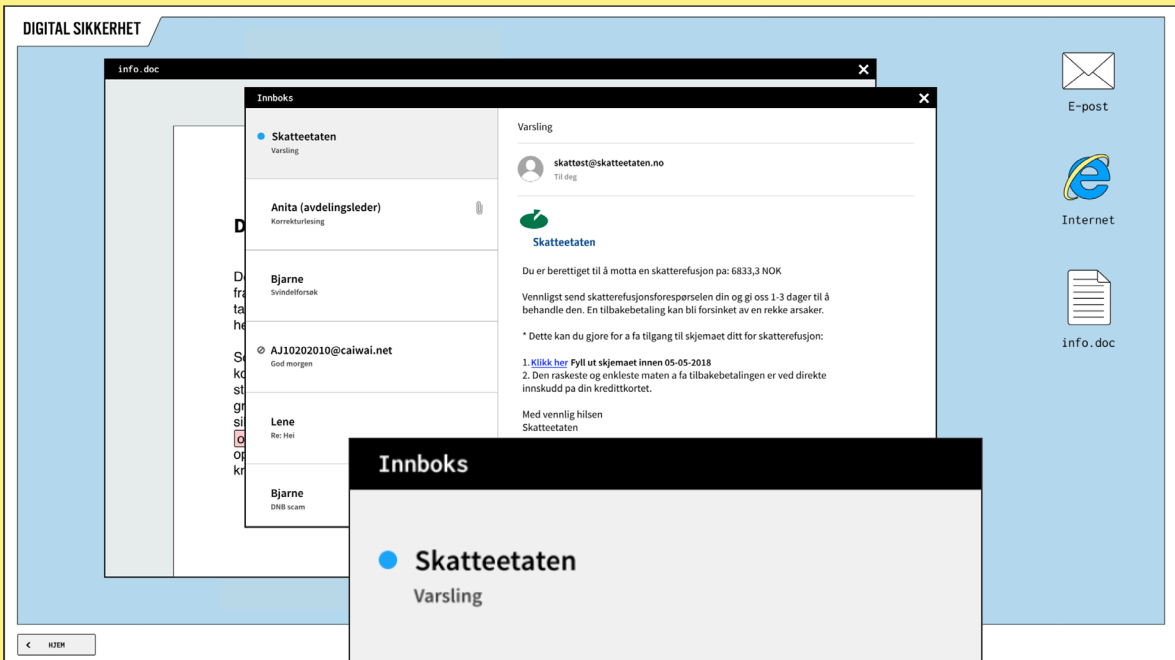 DIGITAL SIKKERHET
info.doc
Innboks
Skatteetaten
Varsling
Anita (avdelingsleder)
Korrekturlesing
Bjarne
Svindelforsøk
AJ10202010@caiwai.net
God morgen
Lene
Re: Hei
Bjarne
DNB scam
Varsling
skattøst@skatteetaten.no
Til deg
Skatteetaten
Du er berettiget til å motta en skatterefusjon pa: 6833,3 NOK
Vennligst send skatterefusjonsforespørselen din og gi oss 1-3 dager til å
behandle den. En tilbakebetaling kan bli forsinket av en rekke arsaker.
* Dette kan du gjore for a fa tilgang til skjemaet ditt for skatterefusjon:
1. Klikk her Fyll ut skjemaet innen 05-05-2018
2. Den raskeste og enkleste maten a fa tilbakebetalingen er ved direkte
innskudd pa din kredittkortet.
Med vennlig hilsen
Skatteetaten
E-post
Internet
info.doc
Innboks
Skatteetaten
Varsling
< HJEM